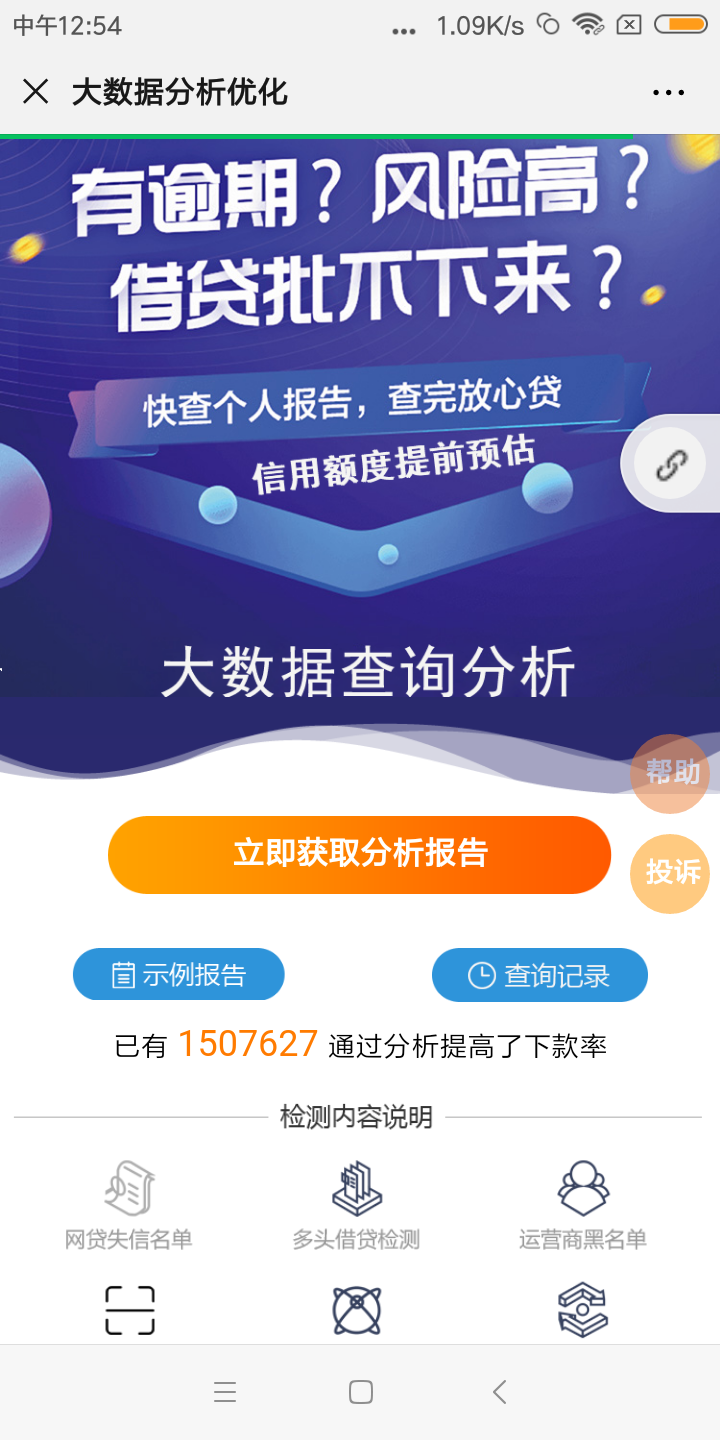 中午12:54
... 1.09K/s
大数据分析优化
有逾期？风险高？
借贷批不下来？
快查个人报告，查完放心贷
信用额度提前预估
大数据查询分析
帮助
立即获取分析报告
投诉
示例报告
查询记录
已有 1507627 通过分析提高了下款率
检测内容说明
网贷失信名单
多头借贷检测
运营商黑名单